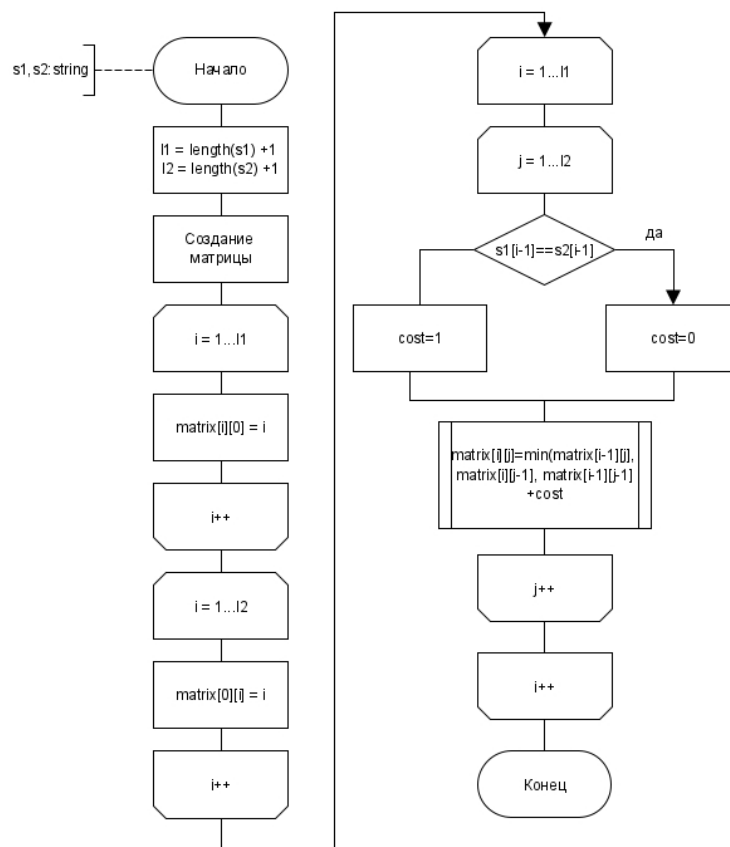 s1,s2:string
Начало
l1 = length(s1) +1
l2 = length(s2) +1
Создание
матрицы
i = 1...l1
matrix[i][0] = i
i++
i = 1...l2
matrix[0][i] = i
i++
i = 1...l1
j = 1...l2
s1[i-1]==s2[i-1]
да
cost=1
cost=0
matrix[i][j]=min(matrix[i-1][j],
matrix[i][j-1], matrix[i-1][j-1]
+cost
j++
i++
Конец